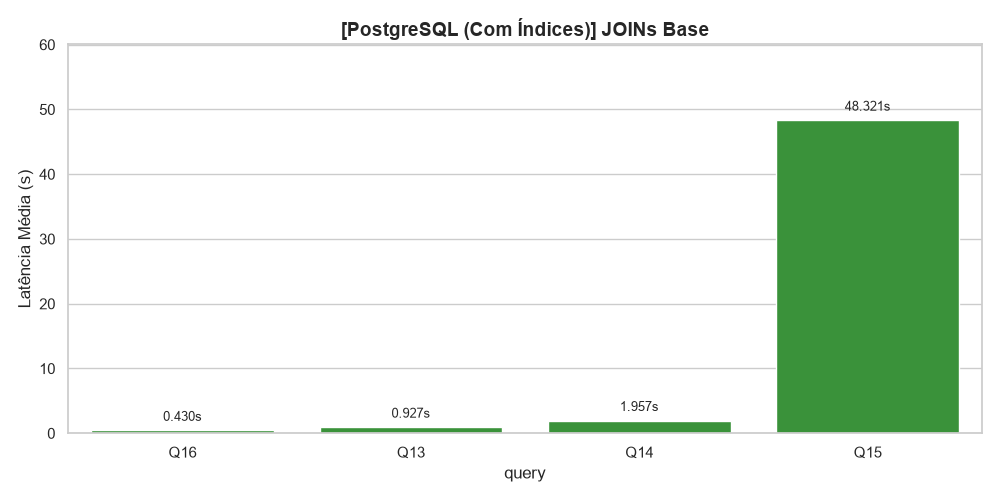 [PostgreSQL (Com Índices)] JOINs Base
Latência Média (s)
60
50
40
30
20
10
0
0.430s
0.927s
1.957s
48.321s
Q16
Q13
Q14
Q15
query